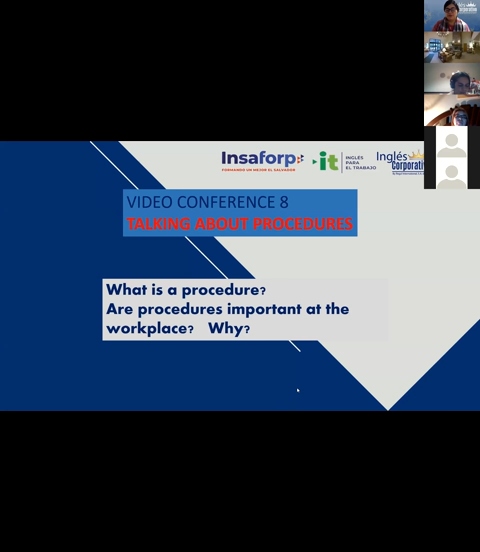 Insaforp
FORMANDO UN MEJOR EL SALVADOR
it
INGLÉS
PARA
EL TRABAJO
Inglés
Corporativ
VIDEO CONFERENCE 8
TALKING ABOUT PROCEDURES
What is a procedure?
Are procedures important at the
workplace? Why?